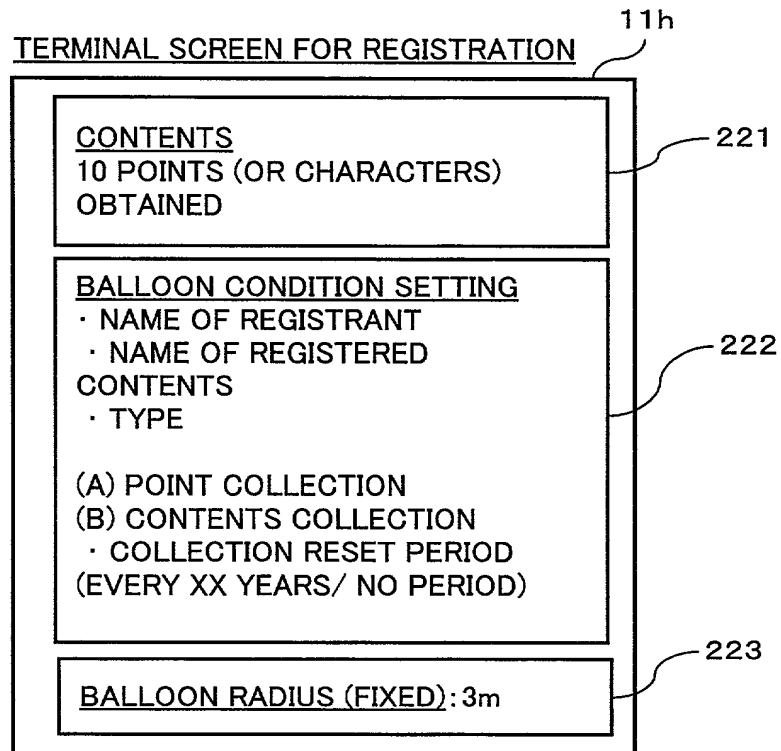 11h
TERMINAL SCREEN FOR REGISTRATION
CONTENTS
10 POINTS (OR CHARACTERS)
OBTAINED
221
BALLOON CONDITION SETTING
· NAME OF REGISTRANT
· NAME OF REGISTERED
CONTENTS
· TYPE
222
(A) POINT COLLECTION
(B) CONTENTS COLLECTION
· COLLECTION RESET PERIOD
(EVERY XX YEARS/ NO PERIOD)
223
BALLOON RADIUS (FIXED): 3m